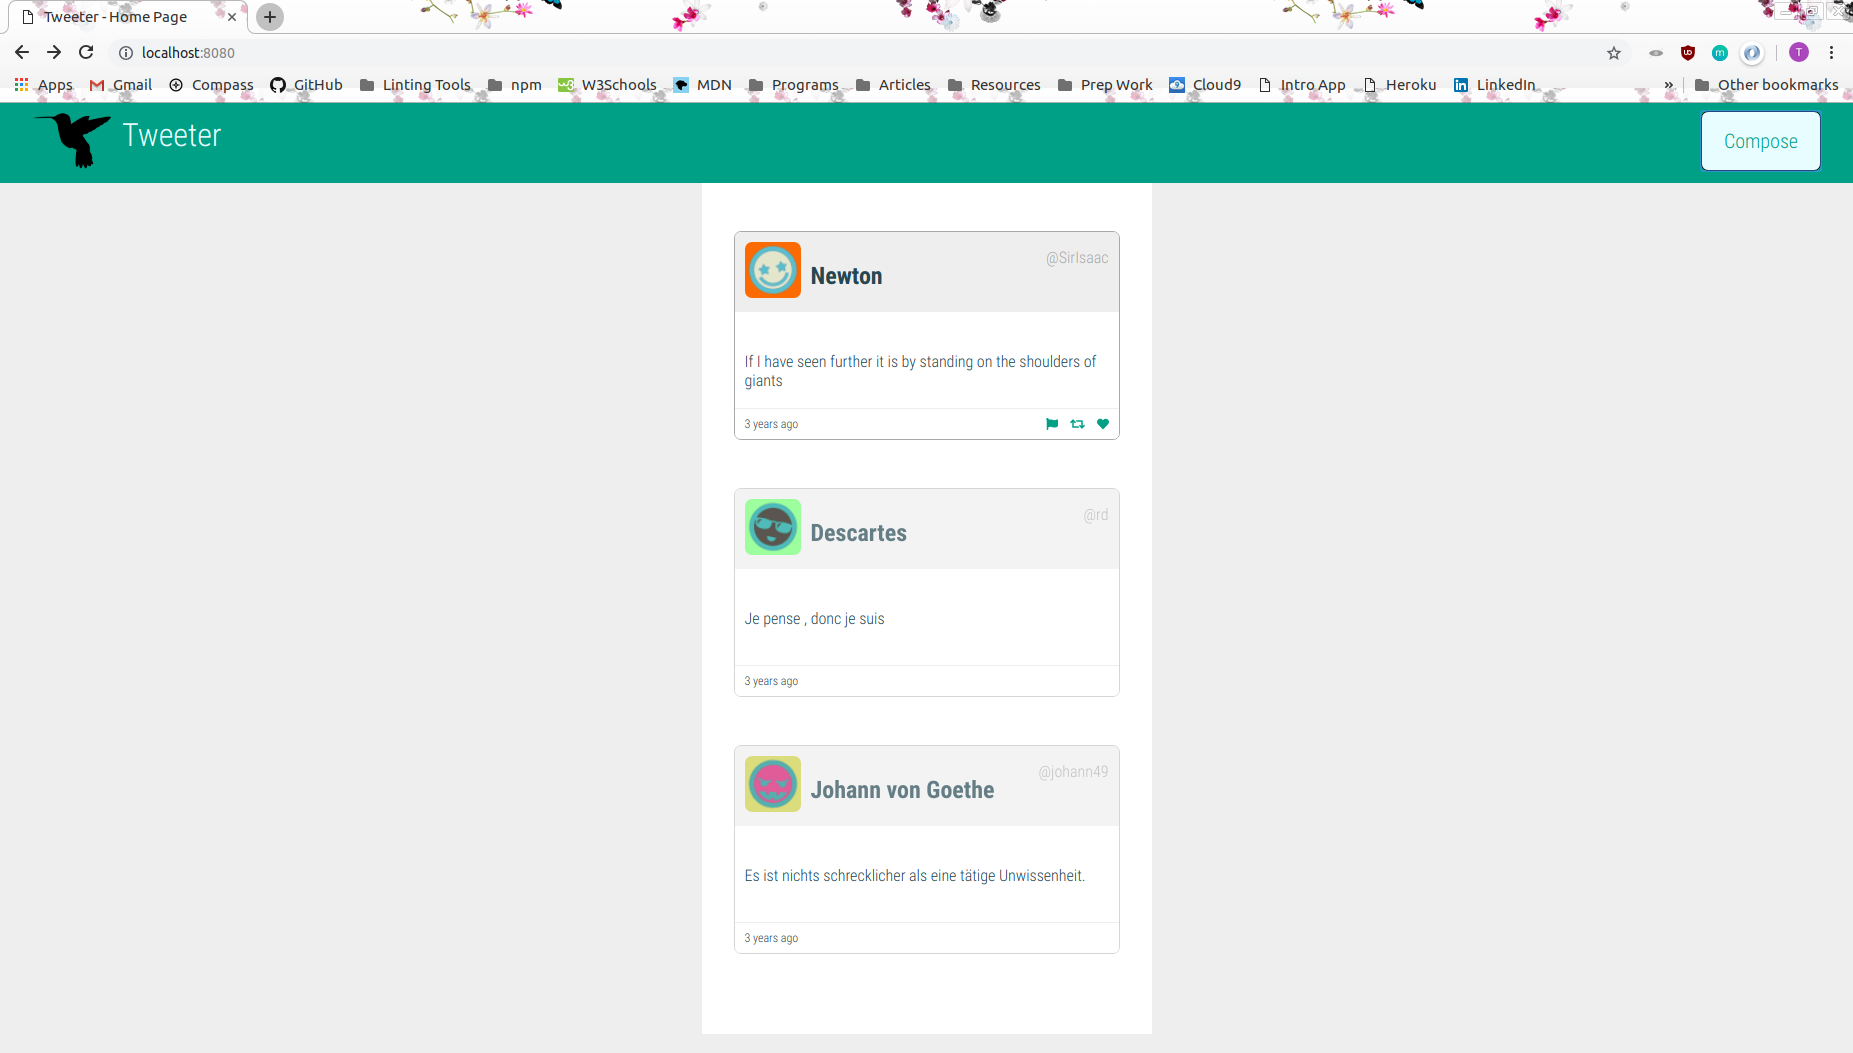 Tweeter - Home Page
localhost:8080
Apps Gmail Compass GitHub Linting Tools npm W3Schools MDN Programs Articles Resources Prep Work Cloud9 Intro App Heroku LinkedIn » Other bookmarks
Tweeter
Compose
Newton
@SirIsaac
If I have seen further it is by standing on the shoulders of
giants
3 years ago
Descartes
@rd
Je pense , donc je suis
3 years ago
Johann von Goethe
@johann49
Es ist nichts schrecklicher als eine tätige Unwissenheit.
3 years ago